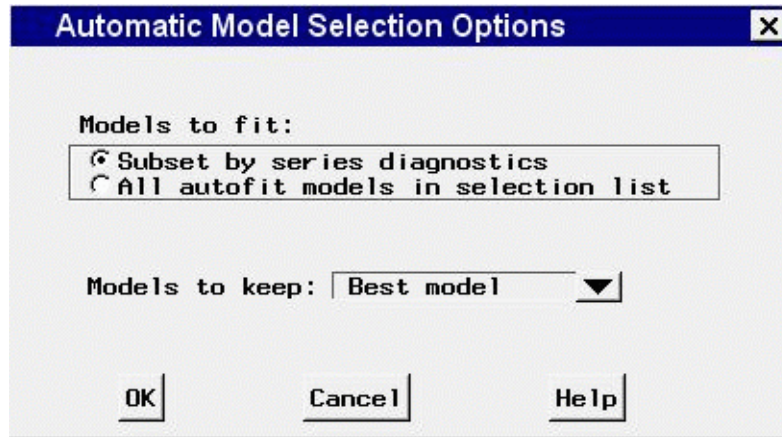 Automatic Model Selection Options
Models to fit:
Subset by series diagnostics
All autofit models in selection list
Models to keep: Best model
OK Cancel Help